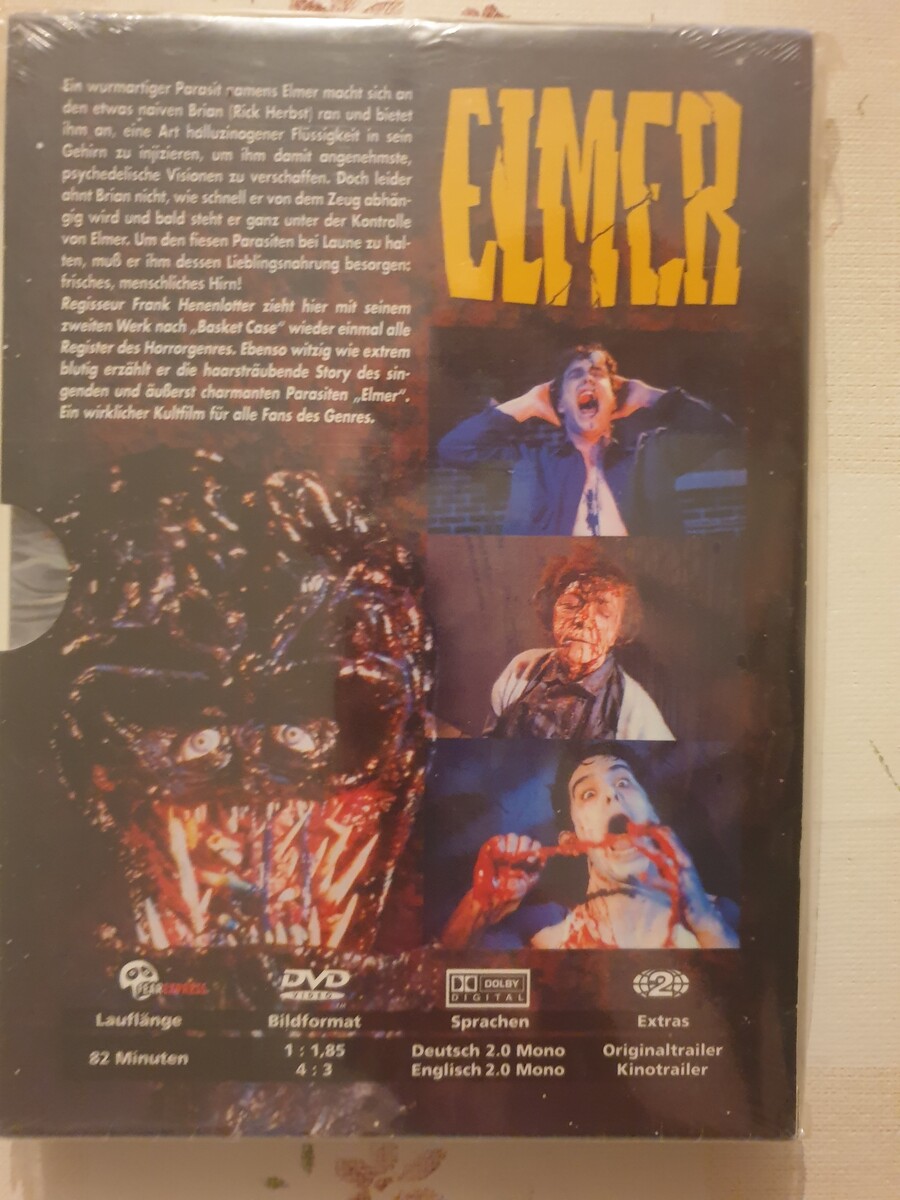 Ein wurmartiger Parasit namens Elmer macht sich an
den etwas naiven Brian (Rick Herbst) ran und bietet
ihm an, eine Art halluzinogener Flüssigkeit in sein
Gehirn zu injizieren, um ihm damit angenehmste,
psychedelische Visionen zu verschaffen. Doch leider
ahnt Brian nicht, wie schnell er von dem Zeug abhän-
gig wird und bald steht er ganz unter der Kontrolle
von Elmer. Um den fiesen Parasiten bei Laune zu hal-
ten, muß er ihm dessen Lieblingsnahrung besorgen:
frisches, menschliches Hirn!
Regisseur Frank Henenlotter zieht hier mit seinem
zweiten Werk nach „Basket Case“ wieder einmal alle
Register des Horrorgenres. Ebenso witzig wie extrem
blutig erzählt er die haarsträubende Story des sin-
genden und äußerst charmanten Parasiten „Elmer“.
Ein wirklicher Kultfilm für alle Fans des Genres.
ELMER
FEAREXPRESS
Lauflänge
82 Minuten
DVD
VIDEO
TM
Bildformat
1 : 1,85
4 : 3
DOLBY
DIGITAL
Sprachen
Deutsch 2.0 Mono
Englisch 2.0 Mono
2
Extras
Originaltrailer
Kinotrailer